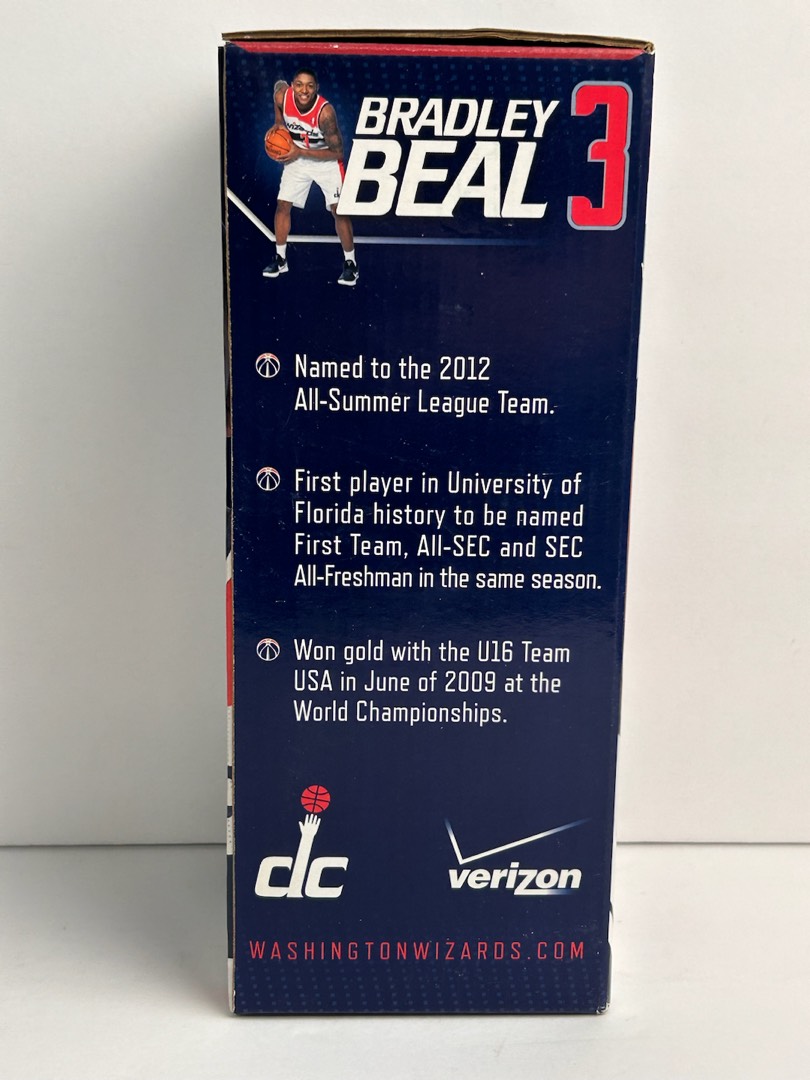 BRADLEY
BEAL 3
Named to the 2012
All-Summer League Team.
First player in University of
Florida history to be named
First Team, All-SEC and SEC
All-Freshman in the same season.
Won gold with the U16 Team
USA in June of 2009 at the
World Championships.
dc
verizon
WASHINGTONWIZARDS.COM